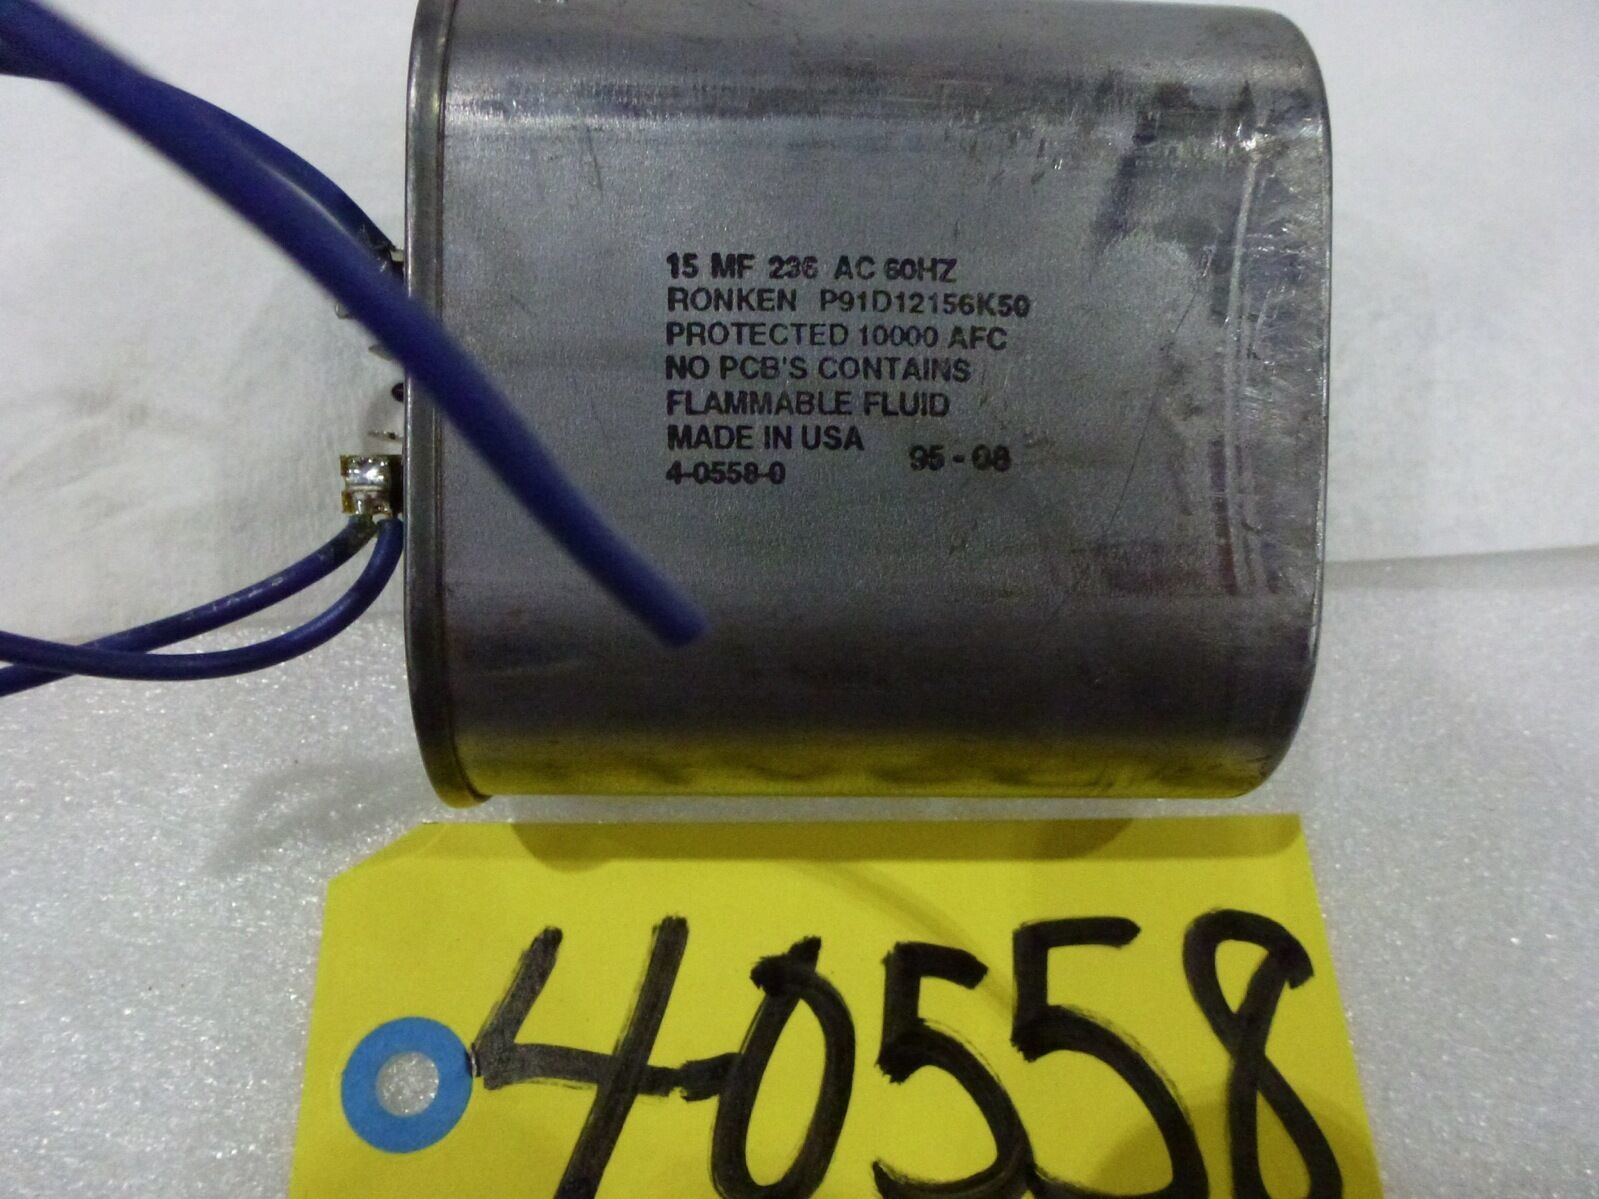 15 MF 236 AC 60HZ
RONKEN P91D12156K50
PROTECTED 10000 AFC
NO PCB'S CONTAINS
FLAMMABLE FLUID
MADE IN USA
4-0558-0 95-08
4-0558